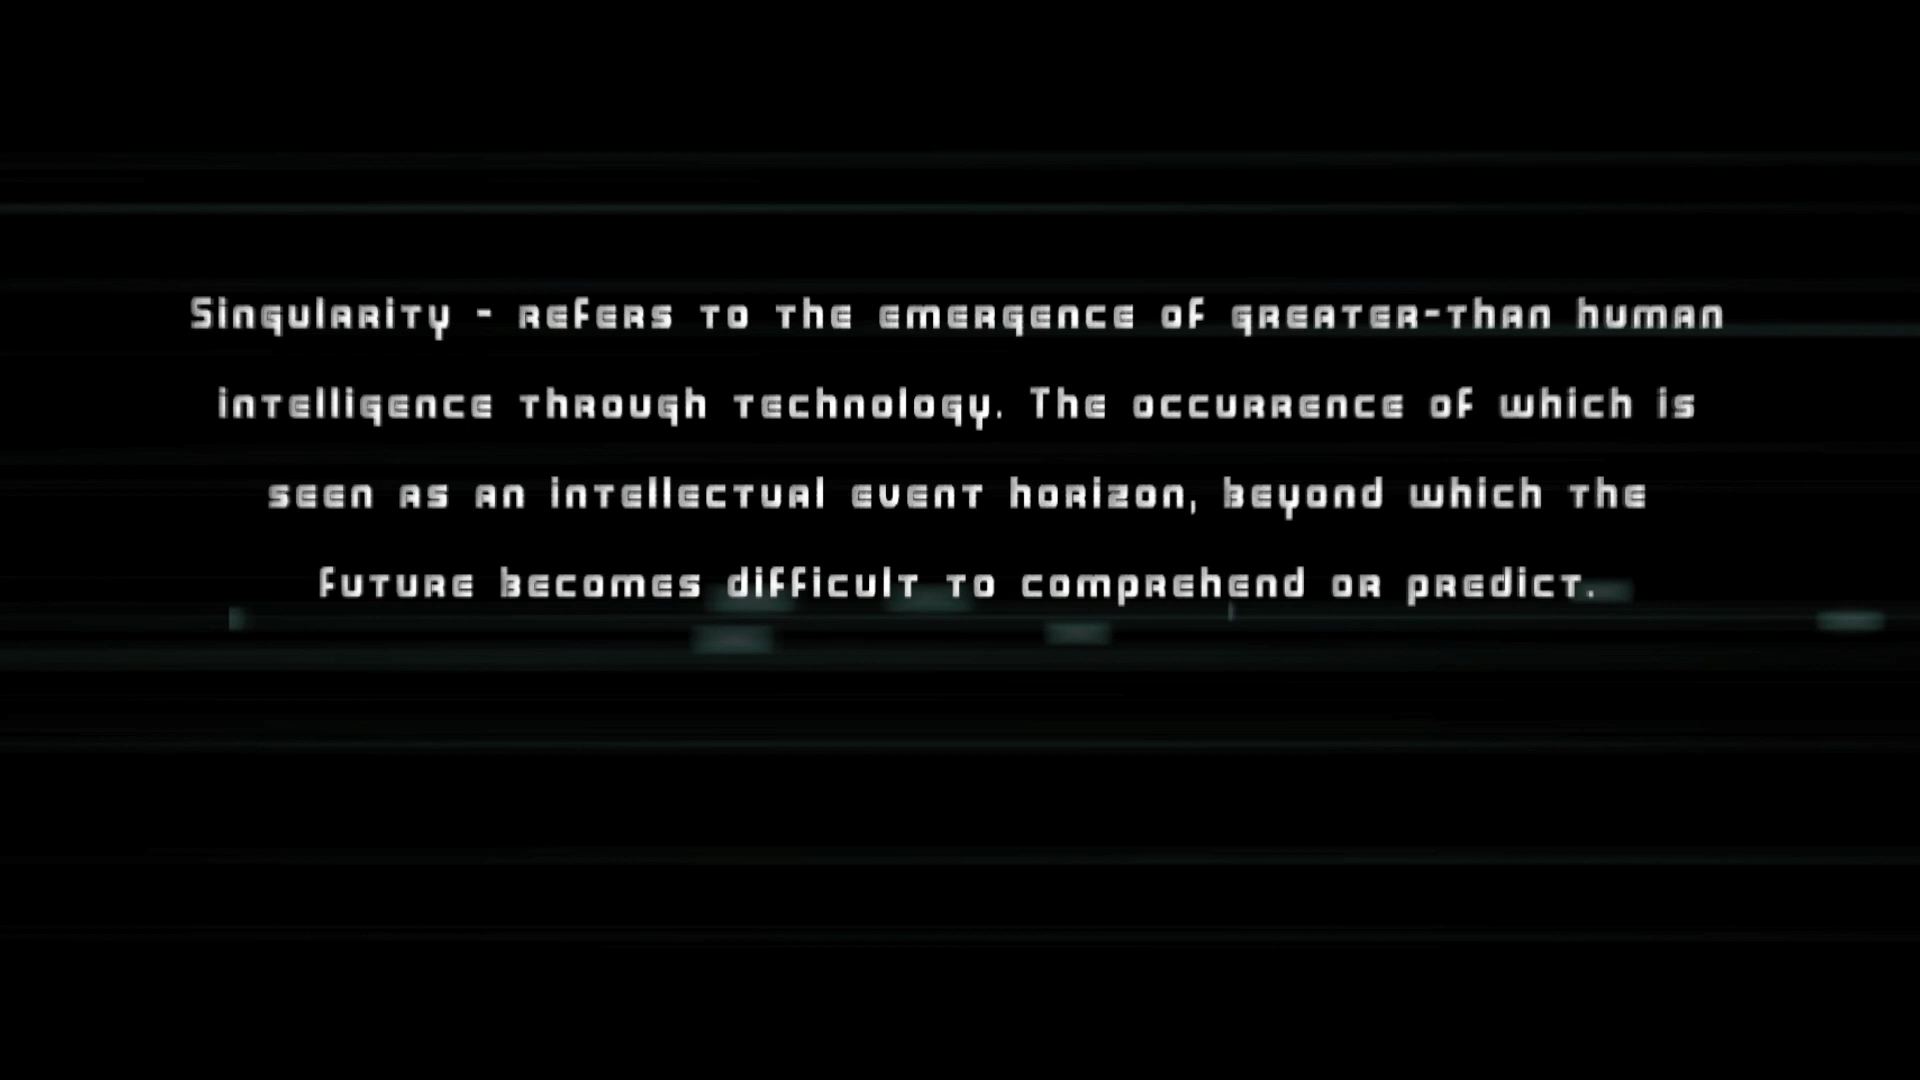 Singularity - refers to the emergence of greater-than human
intelligence through technology. The occurrence of which is
seen as an intellectual event horizon, beyond which the
future becomes difficult to comprehend or predict.